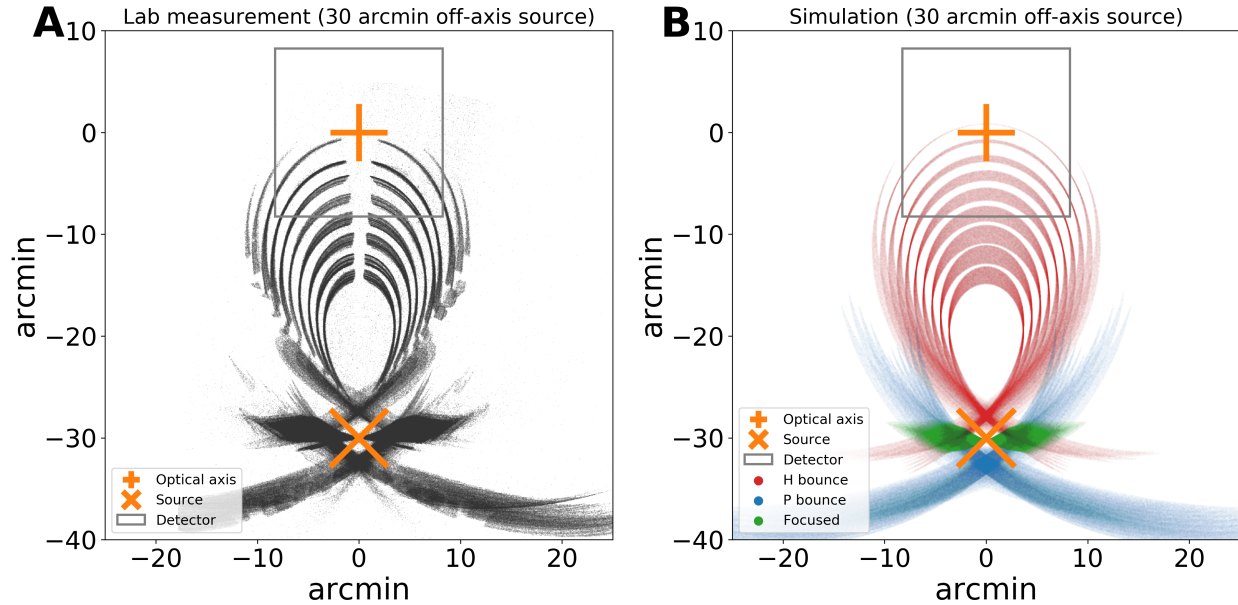 A
Lab measurement (30 arcmin off-axis source)
10
0
−10
−20
−30
−40
arcmin
Optical axis
Source
Detector
−20
−10
0
10
20
arcmin
B
Simulation (30 arcmin off-axis source)
10
0
−10
−20
−30
−40
arcmin
Optical axis
Source
Detector
H bounce
P bounce
Focused
−20
−10
0
10
20
arcmin